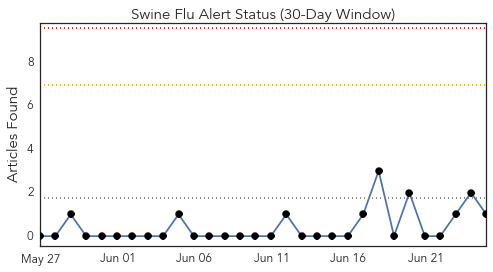 Swine Flu Alert Status (30-Day Window)
Articles Found
8
6
4
2
0
May 27
Jun 01
Jun 06
Jun 11
Jun 16
Jun 21